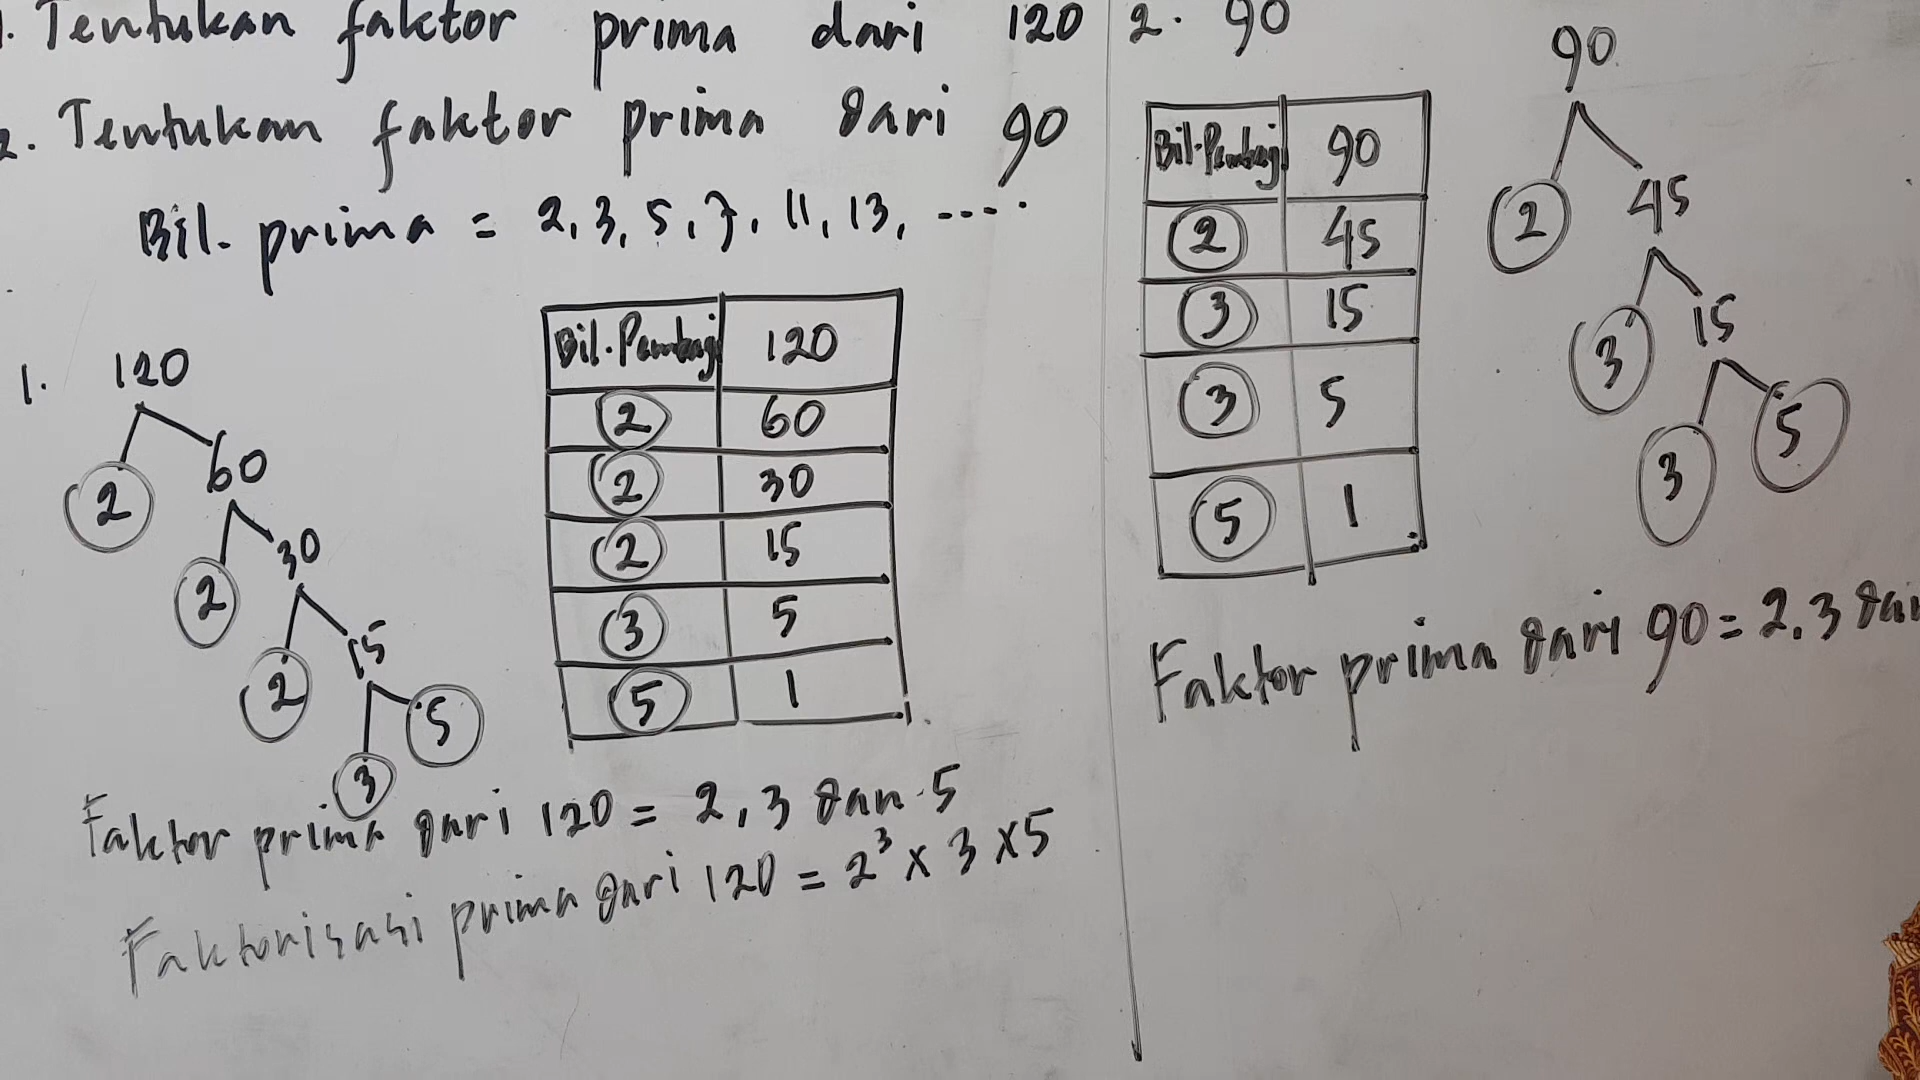 1. Tentukan faktor prima dari 120
2. Tentukan faktor prima dari 90
Bil. prima = 2, 3, 5, 7, 11, 13, ....
1. 120
2 60
2 30
2 15
3 5
Bil. Pembagi 120
2 60
2 30
2 15
3 5
5 1
Faktor prima dari 120 = 2, 3 dan 5
Faktorisasi prima dari 120 = 2³ x 3 x 5
2. 90
Bil. Pembagi 90
2 45
3 15
3 5
5 1
90
2 45
3 15
3 5
Faktor prima dari 90 = 2, 3